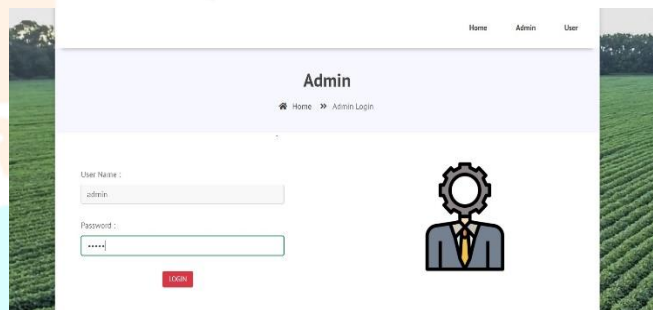 Home Admin User
Admin
Home » Admin Login
User Name :
admin
Password :
•••••
LOGIN